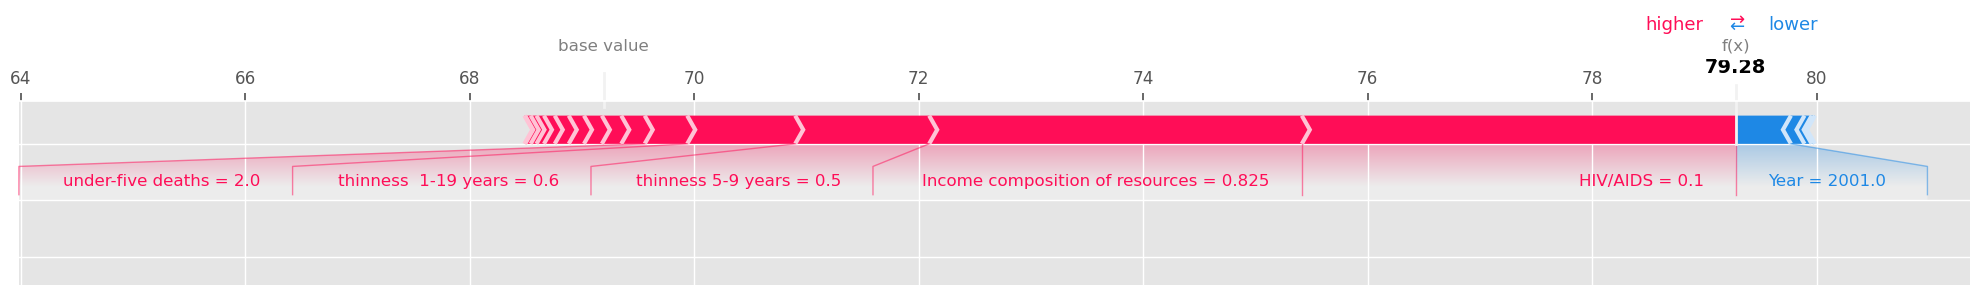 higher ⇄ lower
base value f(x)
64 66 68 70 72 74 76 78 79.28 80
under-five deaths = 2.0 thinness  1-19 years = 0.6 thinness 5-9 years = 0.5 Income composition of resources = 0.825 HIV/AIDS = 0.1 Year = 2001.0